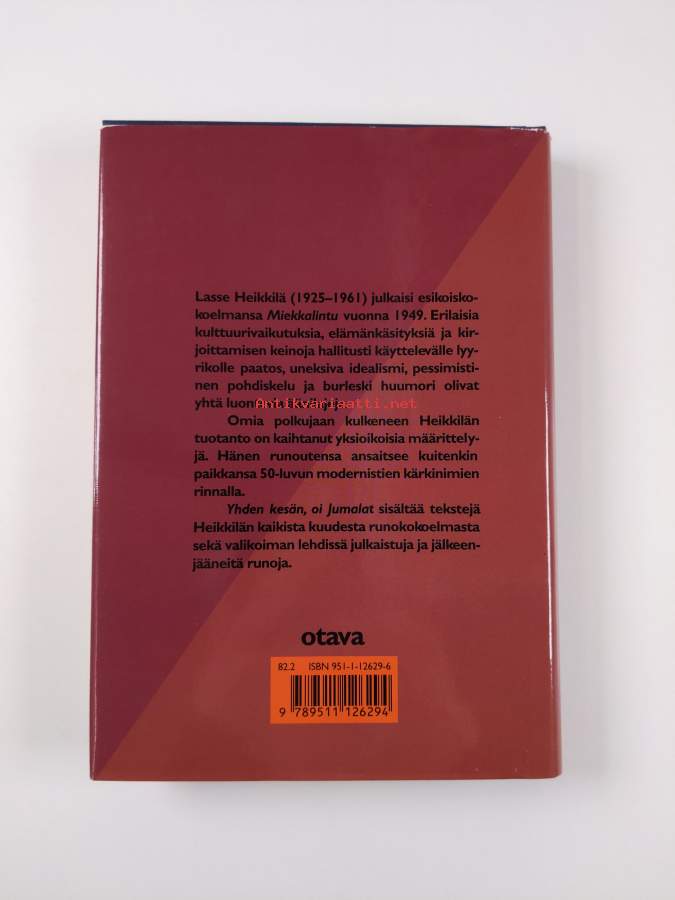 Lasse Heikkilä (1925–1961) julkaisi esikoisko-
koelmansa Miekkalintu vuonna 1949. Erilaisia
kulttuurivaikutuksia, elämänkäsityksiä ja kir-
joittamisen keinoja hallitusti käyttelevälle lyy-
rikolle paatos, uneksiva idealismi, pessimisti-
nen pohdiskelu ja burleski huumori olivat
yhtä
Antikvariaatti.net
Omia polkujaan kulkeneen Heikkilän
tuotanto on kaihtanut yksioikoisia määrittely-
jä. Hänen runoutensa ansaitsee kuitenkin
paikkansa 50-luvun modernistien kärkinimien
rinnalla.
Yhden kesän, oi Jumalat sisältää tekstejä
Heikkilän kaikista kuudesta runokokoelmasta
sekä valikoiman lehdissä julkaistuja ja jälkeen-
jääneitä runoja.
otava
82.2 ISBN 951-1-12629-6
9 789511 126294